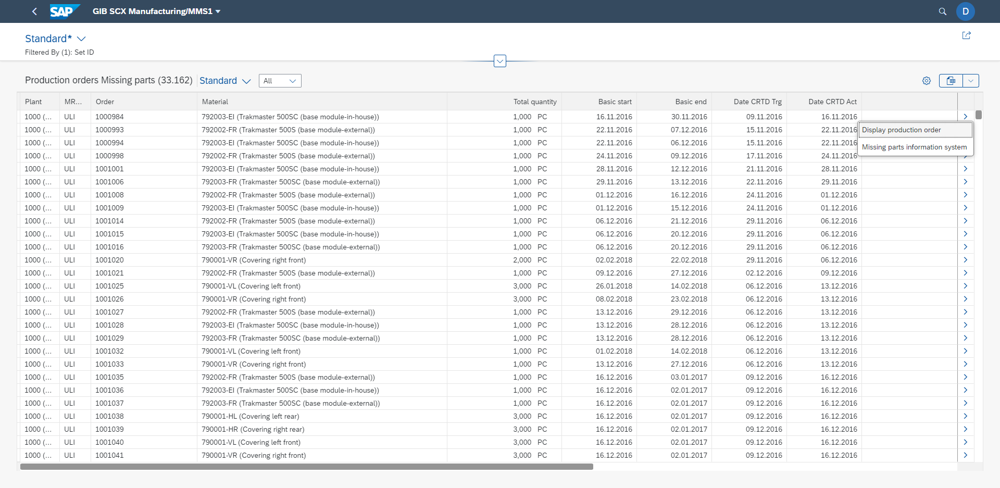 SAP GIB SCX Manufacturing/MMS1 D
Standard*
Filtered By (1): Set ID
Production orders Missing parts (33.162) Standard All
Plant MR... Order Material Total quantity Basic start Basic end Date CRTD Trg Date CRTD Act
1000 (... ULI 1000984 792003-EI (Trakmaster 500SC (base module-in-house)) 1,000 PC 16.11.2016 30.11.2016 09.11.2016 16.11.2016
1000 (... ULI 1000993 792002-FR (Trakmaster 500S (base module-external)) 1,000 PC 22.11.2016 07.12.2016 15.11.2016 22.11.2016 Display production order
1000 (... ULI 1000994 792003-EI (Trakmaster 500SC (base module-in-house)) 1,000 PC 22.11.2016 06.12.2016 15.11.2016 22.11.2016 Missing parts information system
1000 (... ULI 1000998 792002-FR (Trakmaster 500S (base module-external)) 1,000 PC 24.11.2016 09.12.2016 17.11.2016 24.11.2016
1000 (... ULI 1001001 792003-EI (Trakmaster 500SC (base module-in-house)) 1,000 PC 28.11.2016 12.12.2016 21.11.2016 28.11.2016
1000 (... ULI 1001006 792003-FR (Trakmaster 500SC (base module-external)) 1,000 PC 29.11.2016 13.12.2016 22.11.2016 29.11.2016
1000 (... ULI 1001008 792002-FR (Trakmaster 500S (base module-external)) 1,000 PC 01.12.2016 16.12.2016 24.11.2016 01.12.2016
1000 (... ULI 1001009 792003-EI (Trakmaster 500SC (base module-in-house)) 1,000 PC 01.12.2016 15.12.2016 24.11.2016 01.12.2016
1000 (... ULI 1001014 792002-FR (Trakmaster 500S (base module-external)) 1,000 PC 06.12.2016 21.12.2016 29.11.2016 06.12.2016
1000 (... ULI 1001015 792003-EI (Trakmaster 500SC (base module-in-house)) 1,000 PC 06.12.2016 20.12.2016 29.11.2016 06.12.2016
1000 (... ULI 1001016 792003-FR (Trakmaster 500SC (base module-external)) 1,000 PC 06.12.2016 20.12.2016 29.11.2016 06.12.2016
1000 (... ULI 1001020 790001-VR (Covering right front) 2,000 PC 02.02.2018 22.02.2018 29.11.2016 06.12.2016
1000 (... ULI 1001021 792002-FR (Trakmaster 500S (base module-external)) 1,000 PC 09.12.2016 27.12.2016 02.12.2016 09.12.2016
1000 (... ULI 1001025 790001-VL (Covering left front) 3,000 PC 26.01.2018 14.02.2018 06.12.2016 13.12.2016
1000 (... ULI 1001026 790001-VR (Covering right front) 3,000 PC 08.02.2018 23.02.2018 06.12.2016 13.12.2016
1000 (... ULI 1001027 792002-FR (Trakmaster 500S (base module-external)) 1,000 PC 13.12.2016 29.12.2016 06.12.2016 13.12.2016
1000 (... ULI 1001028 792003-EI (Trakmaster 500SC (base module-in-house)) 1,000 PC 13.12.2016 28.12.2016 06.12.2016 13.12.2016
1000 (... ULI 1001029 792003-FR (Trakmaster 500SC (base module-external)) 1,000 PC 13.12.2016 28.12.2016 06.12.2016 13.12.2016
1000 (... ULI 1001032 790001-VL (Covering left front) 1,000 PC 01.02.2018 14.02.2018 06.12.2016 13.12.2016
1000 (... ULI 1001033 790001-VR (Covering right front) 1,000 PC 13.12.2016 27.12.2016 06.12.2016 13.12.2016
1000 (... ULI 1001035 792002-FR (Trakmaster 500S (base module-external)) 1,000 PC 16.12.2016 03.01.2017 09.12.2016 16.12.2016
1000 (... ULI 1001036 792003-EI (Trakmaster 500SC (base module-in-house)) 1,000 PC 16.12.2016 02.01.2017 09.12.2016 16.12.2016
1000 (... ULI 1001037 792003-FR (Trakmaster 500SC (base module-external)) 1,000 PC 16.12.2016 02.01.2017 09.12.2016 16.12.2016
1000 (... ULI 1001038 790001-HL (Covering left rear) 3,000 PC 16.12.2016 02.01.2017 09.12.2016 16.12.2016
1000 (... ULI 1001039 790001-HR (Covering right rear) 3,000 PC 16.12.2016 02.01.2017 09.12.2016 16.12.2016
1000 (... ULI 1001040 790001-VL (Covering left front) 3,000 PC 16.12.2016 02.01.2017 09.12.2016 16.12.2016
1000 (... ULI 1001041 790001-VR (Covering right front) 3,000 PC 16.12.2016 02.01.2017 09.12.2016 16.12.2016